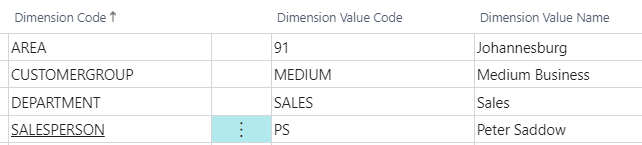 Dimension Code↑ Dimension Value Code Dimension Value Name
AREA 91 Johannesburg
CUSTOMERGROUP MEDIUM Medium Business
DEPARTMENT SALES Sales
SALESPERSON PS Peter Saddow